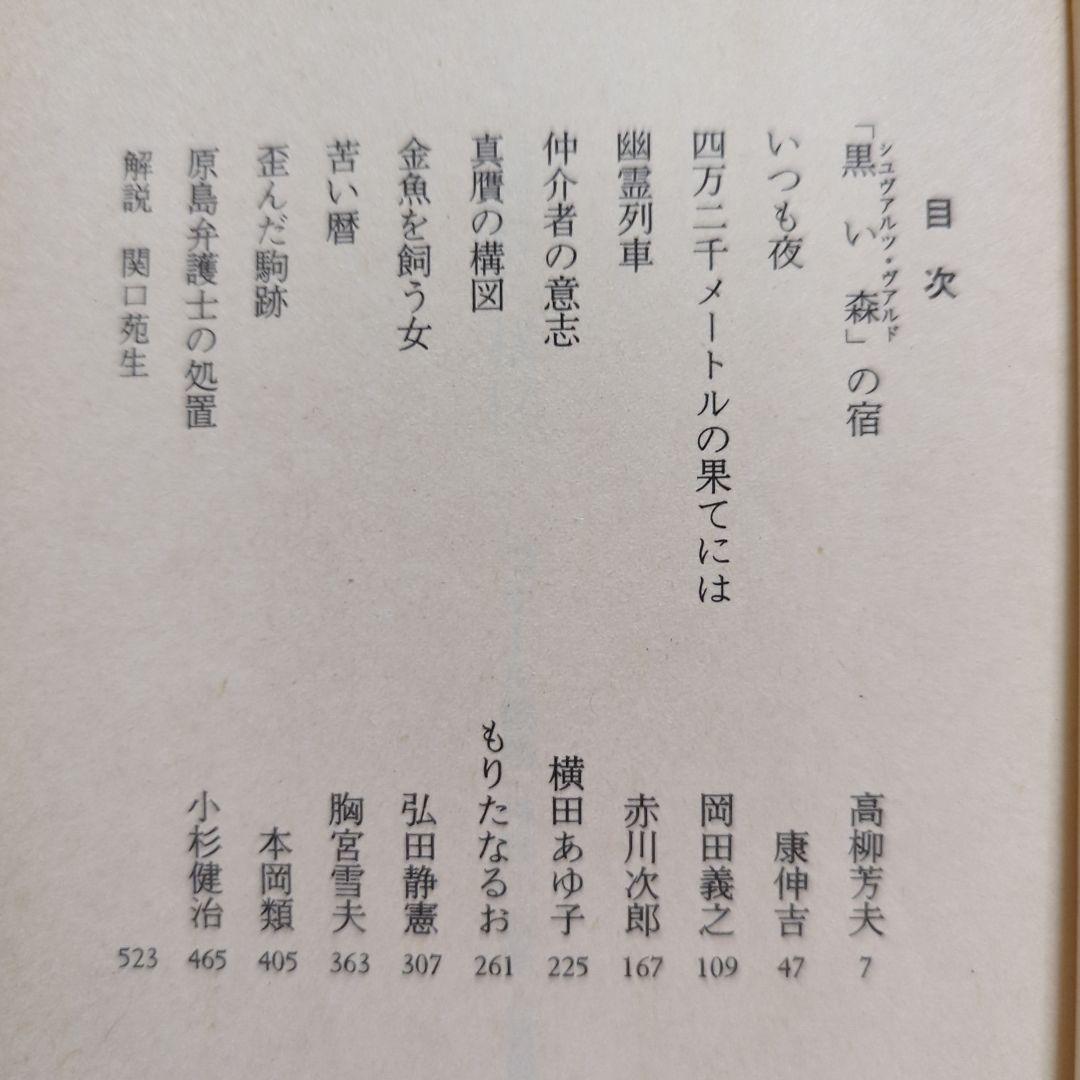 目次
「黒い森」の宿 高柳芳夫 7
シュヴァルツ・ヴァルド
いつも夜 康伸吉 47
四万二千メートルの果てには 岡田義之 109
幽霊列車 赤川次郎 167
仲介者の意志 横田あゆ子 225
真贋の構図 もりたなるお 261
金魚を飼う女 弘田静憲 307
苦い暦 胸宮雪夫 363
歪んだ駒跡 本岡類 405
原島弁護士の処置 小杉健治 465
解説 関口苑生 523